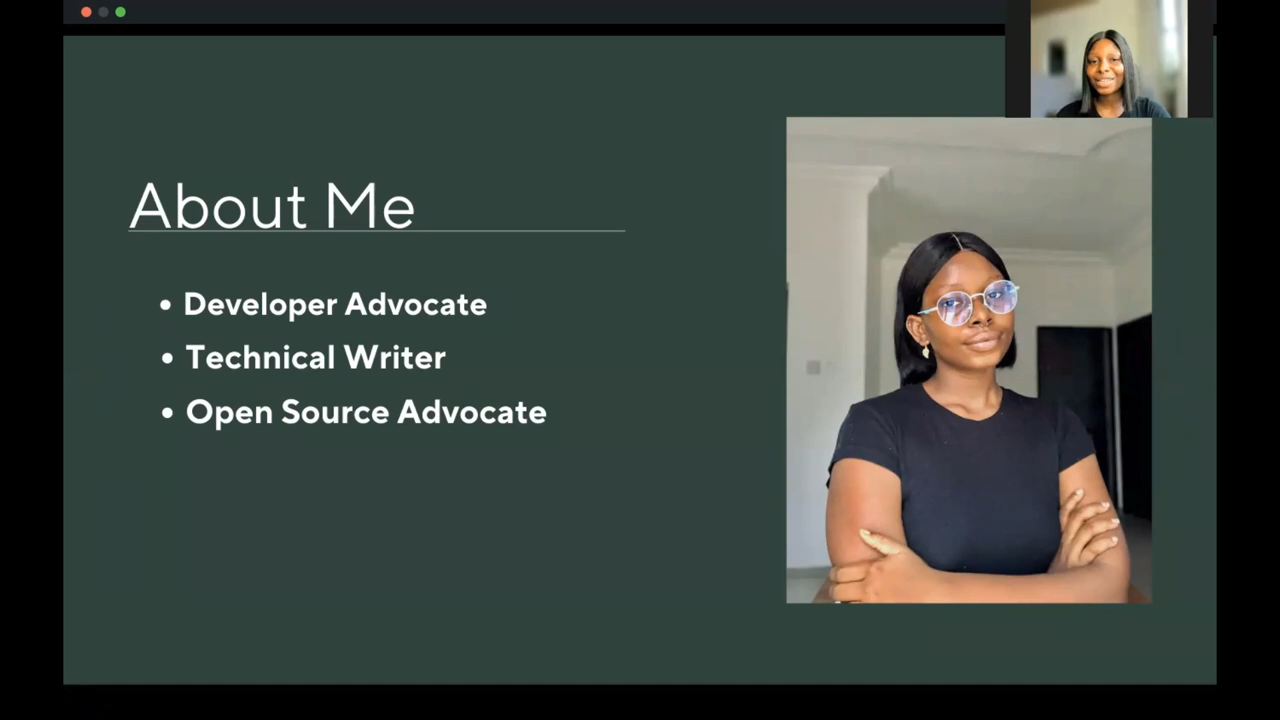 About Me
• Developer Advocate
• Technical Writer
• Open Source Advocate